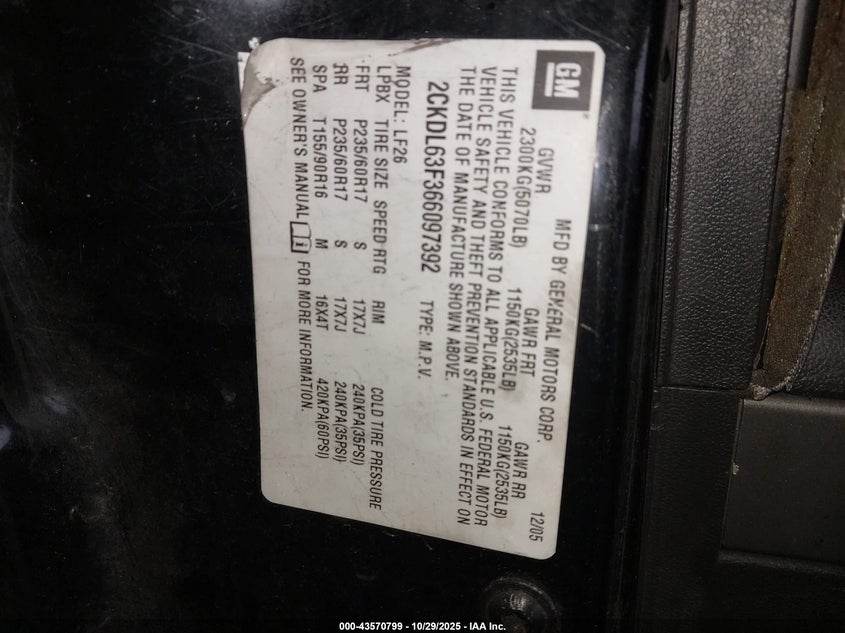 GM
MFD BY GENERAL MOTORS CORP. 12/05
GVWR GAWR FRT GAWR RR
2300KG(5070LB) 1150KG(2535LB) 1150KG(2535LB)
THIS VEHICLE CONFORMS TO ALL APPLICABLE U.S. FEDERAL MOTOR
VEHICLE SAFETY AND THEFT PREVENTION STANDARDS IN EFFECT ON
THE DATE OF MANUFACTURE SHOWN ABOVE.
2CKDL63F366097392 TYPE: M.P.V.
MODEL: LF26
LPBX TIRE SIZE SPEED RTG RIM COLD TIRE PRESSURE
FRT P235/60R17 S 17X7J 240KPA(35PSI)
RR P235/60R17 S 17X7J 240KPA(35PSI)
SPA T155/90R16 M 16X4T 420KPA(60PSI)
SEE OWNER'S MANUAL FOR MORE INFORMATION.
000-43570799 - 10/29/2025 - IAA Inc.